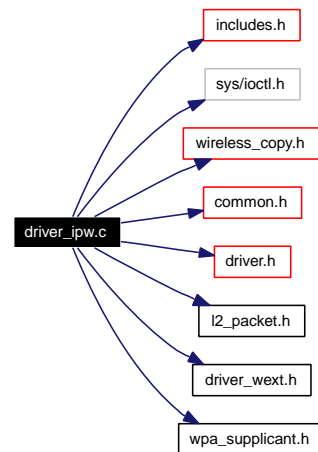 includes.h
sys/ioctl.h
wireless_copy.h
common.h
driver_ipw.c
driver.h
l2_packet.h
driver_wext.h
wpa_supplicant.h